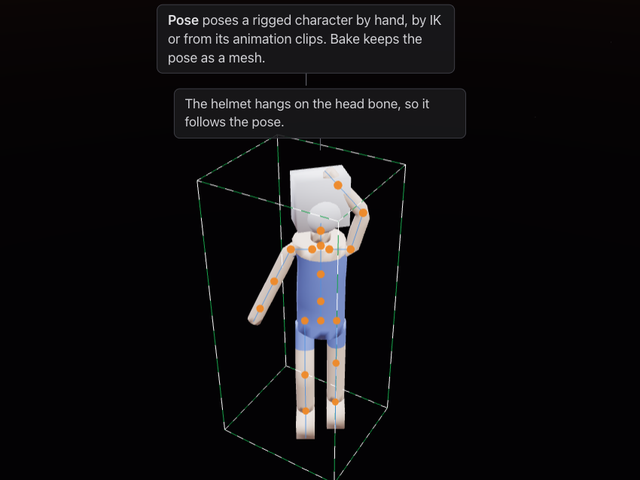 Pose poses a rigged character by hand, by IK
or from its animation clips. Bake keeps the
pose as a mesh.
The helmet hangs on the head bone, so it
follows the pose.